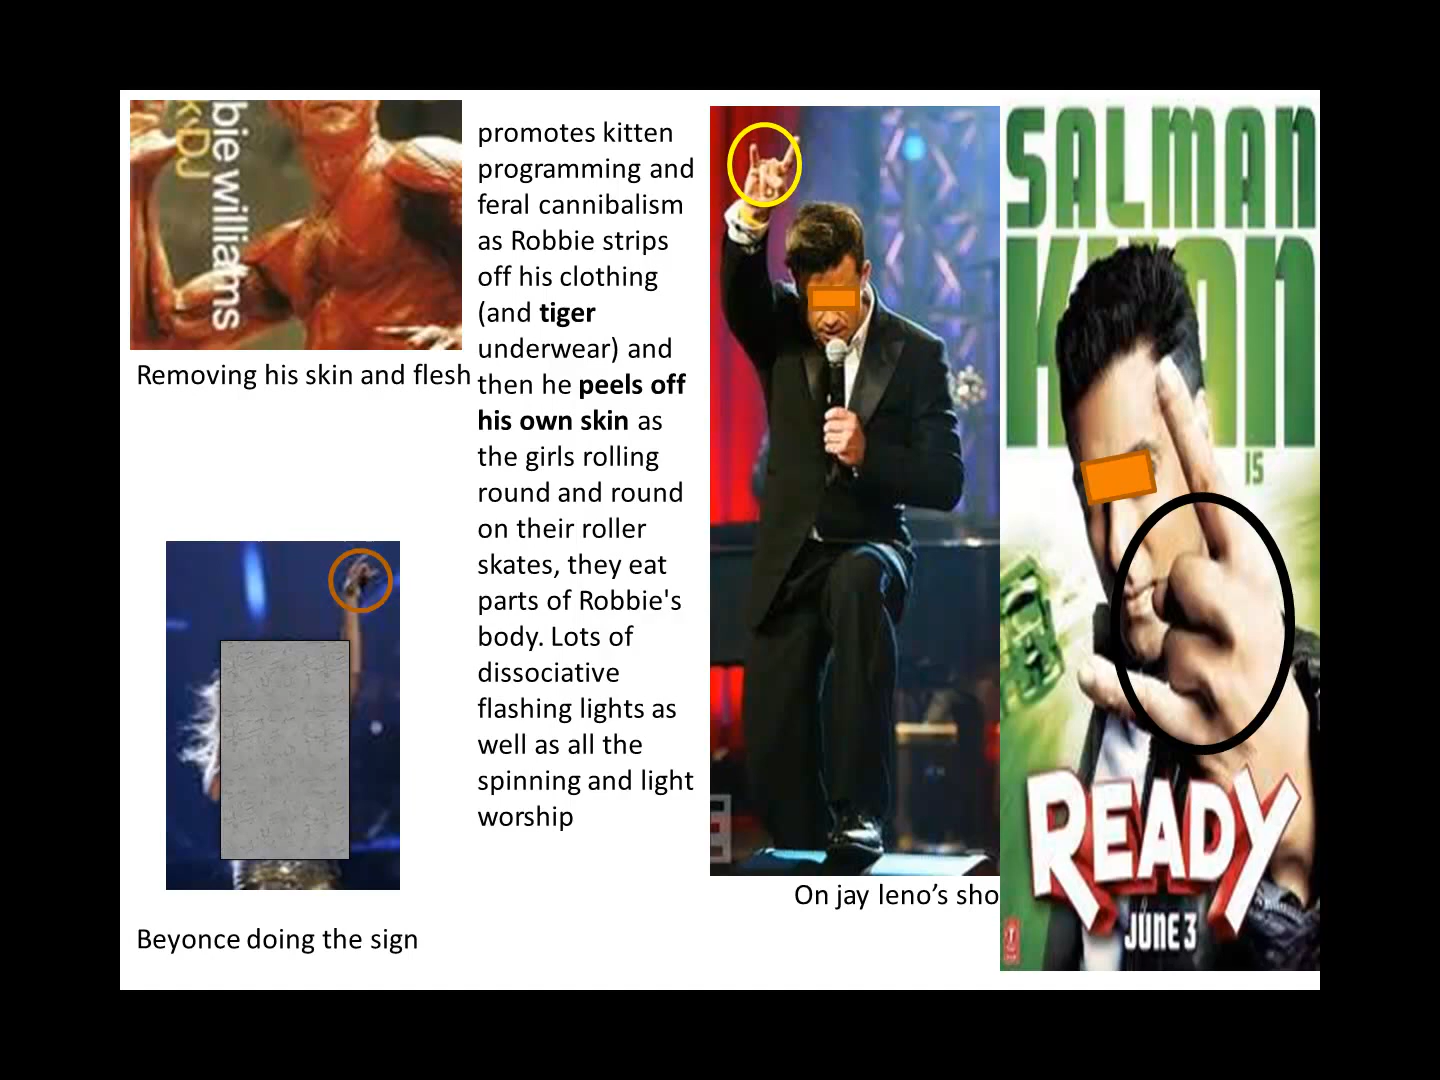 bie williams
k DJ
Removing his skin and flesh
promotes kitten
programming and
feral cannibalism
as Robbie strips
off his clothing
(and tiger
underwear) and
then he peels off
his own skin as
the girls rolling
round and round
on their roller
skates, they eat
parts of Robbie's
body. Lots of
dissociative
flashing lights as
well as all the
spinning and light
worship
Beyonce doing the sign
On jay leno’s sho
SALMAN
KHAN
IS
READY
JUNE 3